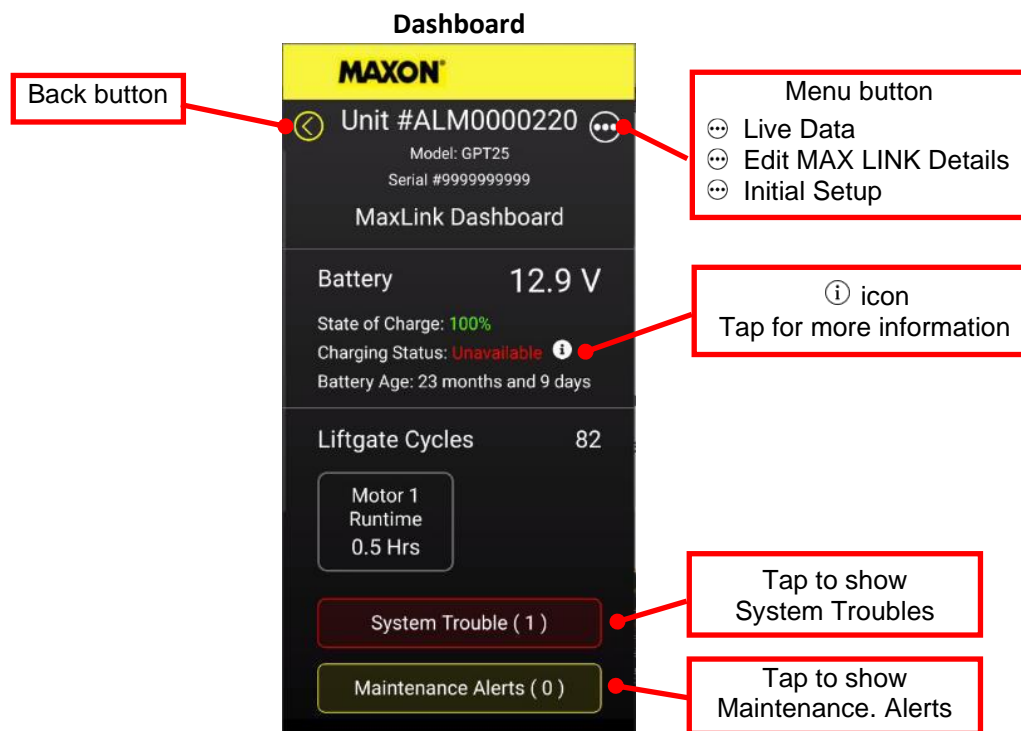 Dashboard
MAXON®
Back button
Unit #ALM0000220
Model: GPT25
Serial #9999999999
MaxLink Dashboard
Menu button
Live Data
Edit MAX LINK Details
Initial Setup
Battery 12.9 V
State of Charge: 100%
Charging Status: Unavailable i
Battery Age: 23 months and 9 days
i icon
Tap for more information
Liftgate Cycles 82
Motor 1
Runtime
0.5 Hrs
System Trouble ( 1 )
Tap to show
System Troubles
Maintenance Alerts ( 0 )
Tap to show
Maintenance. Alerts